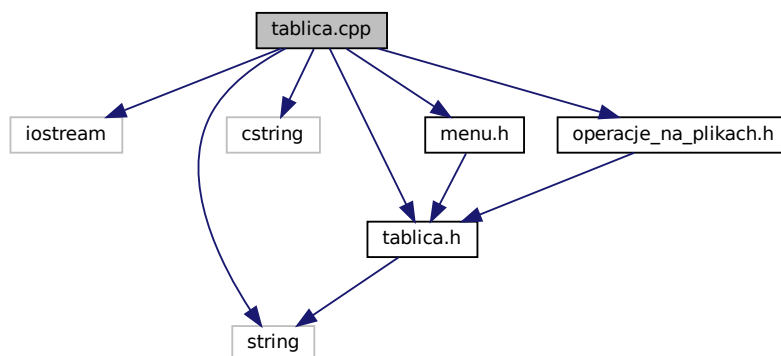 tablica.cpp
iostream
cstring
menu.h
operacje_na_plikach.h
tablica.h
string